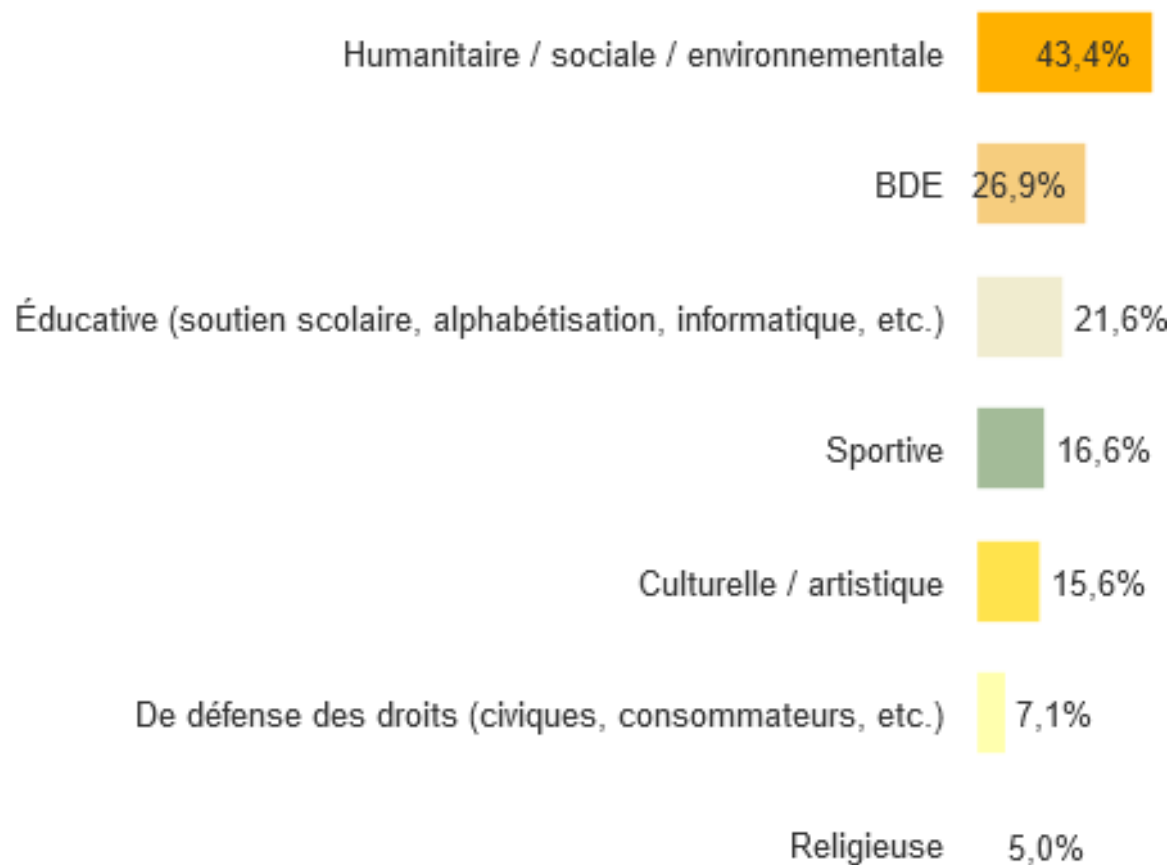 Humanitaire / sociale / environnementale 43,4%
BDE 26,9%
Éducative (soutien scolaire, alphabétisation, informatique, etc.) 21,6%
Sportive 16,6%
Culturelle / artistique 15,6%
De défense des droits (civiques, consommateurs, etc.) 7,1%
Religieuse 5,0%